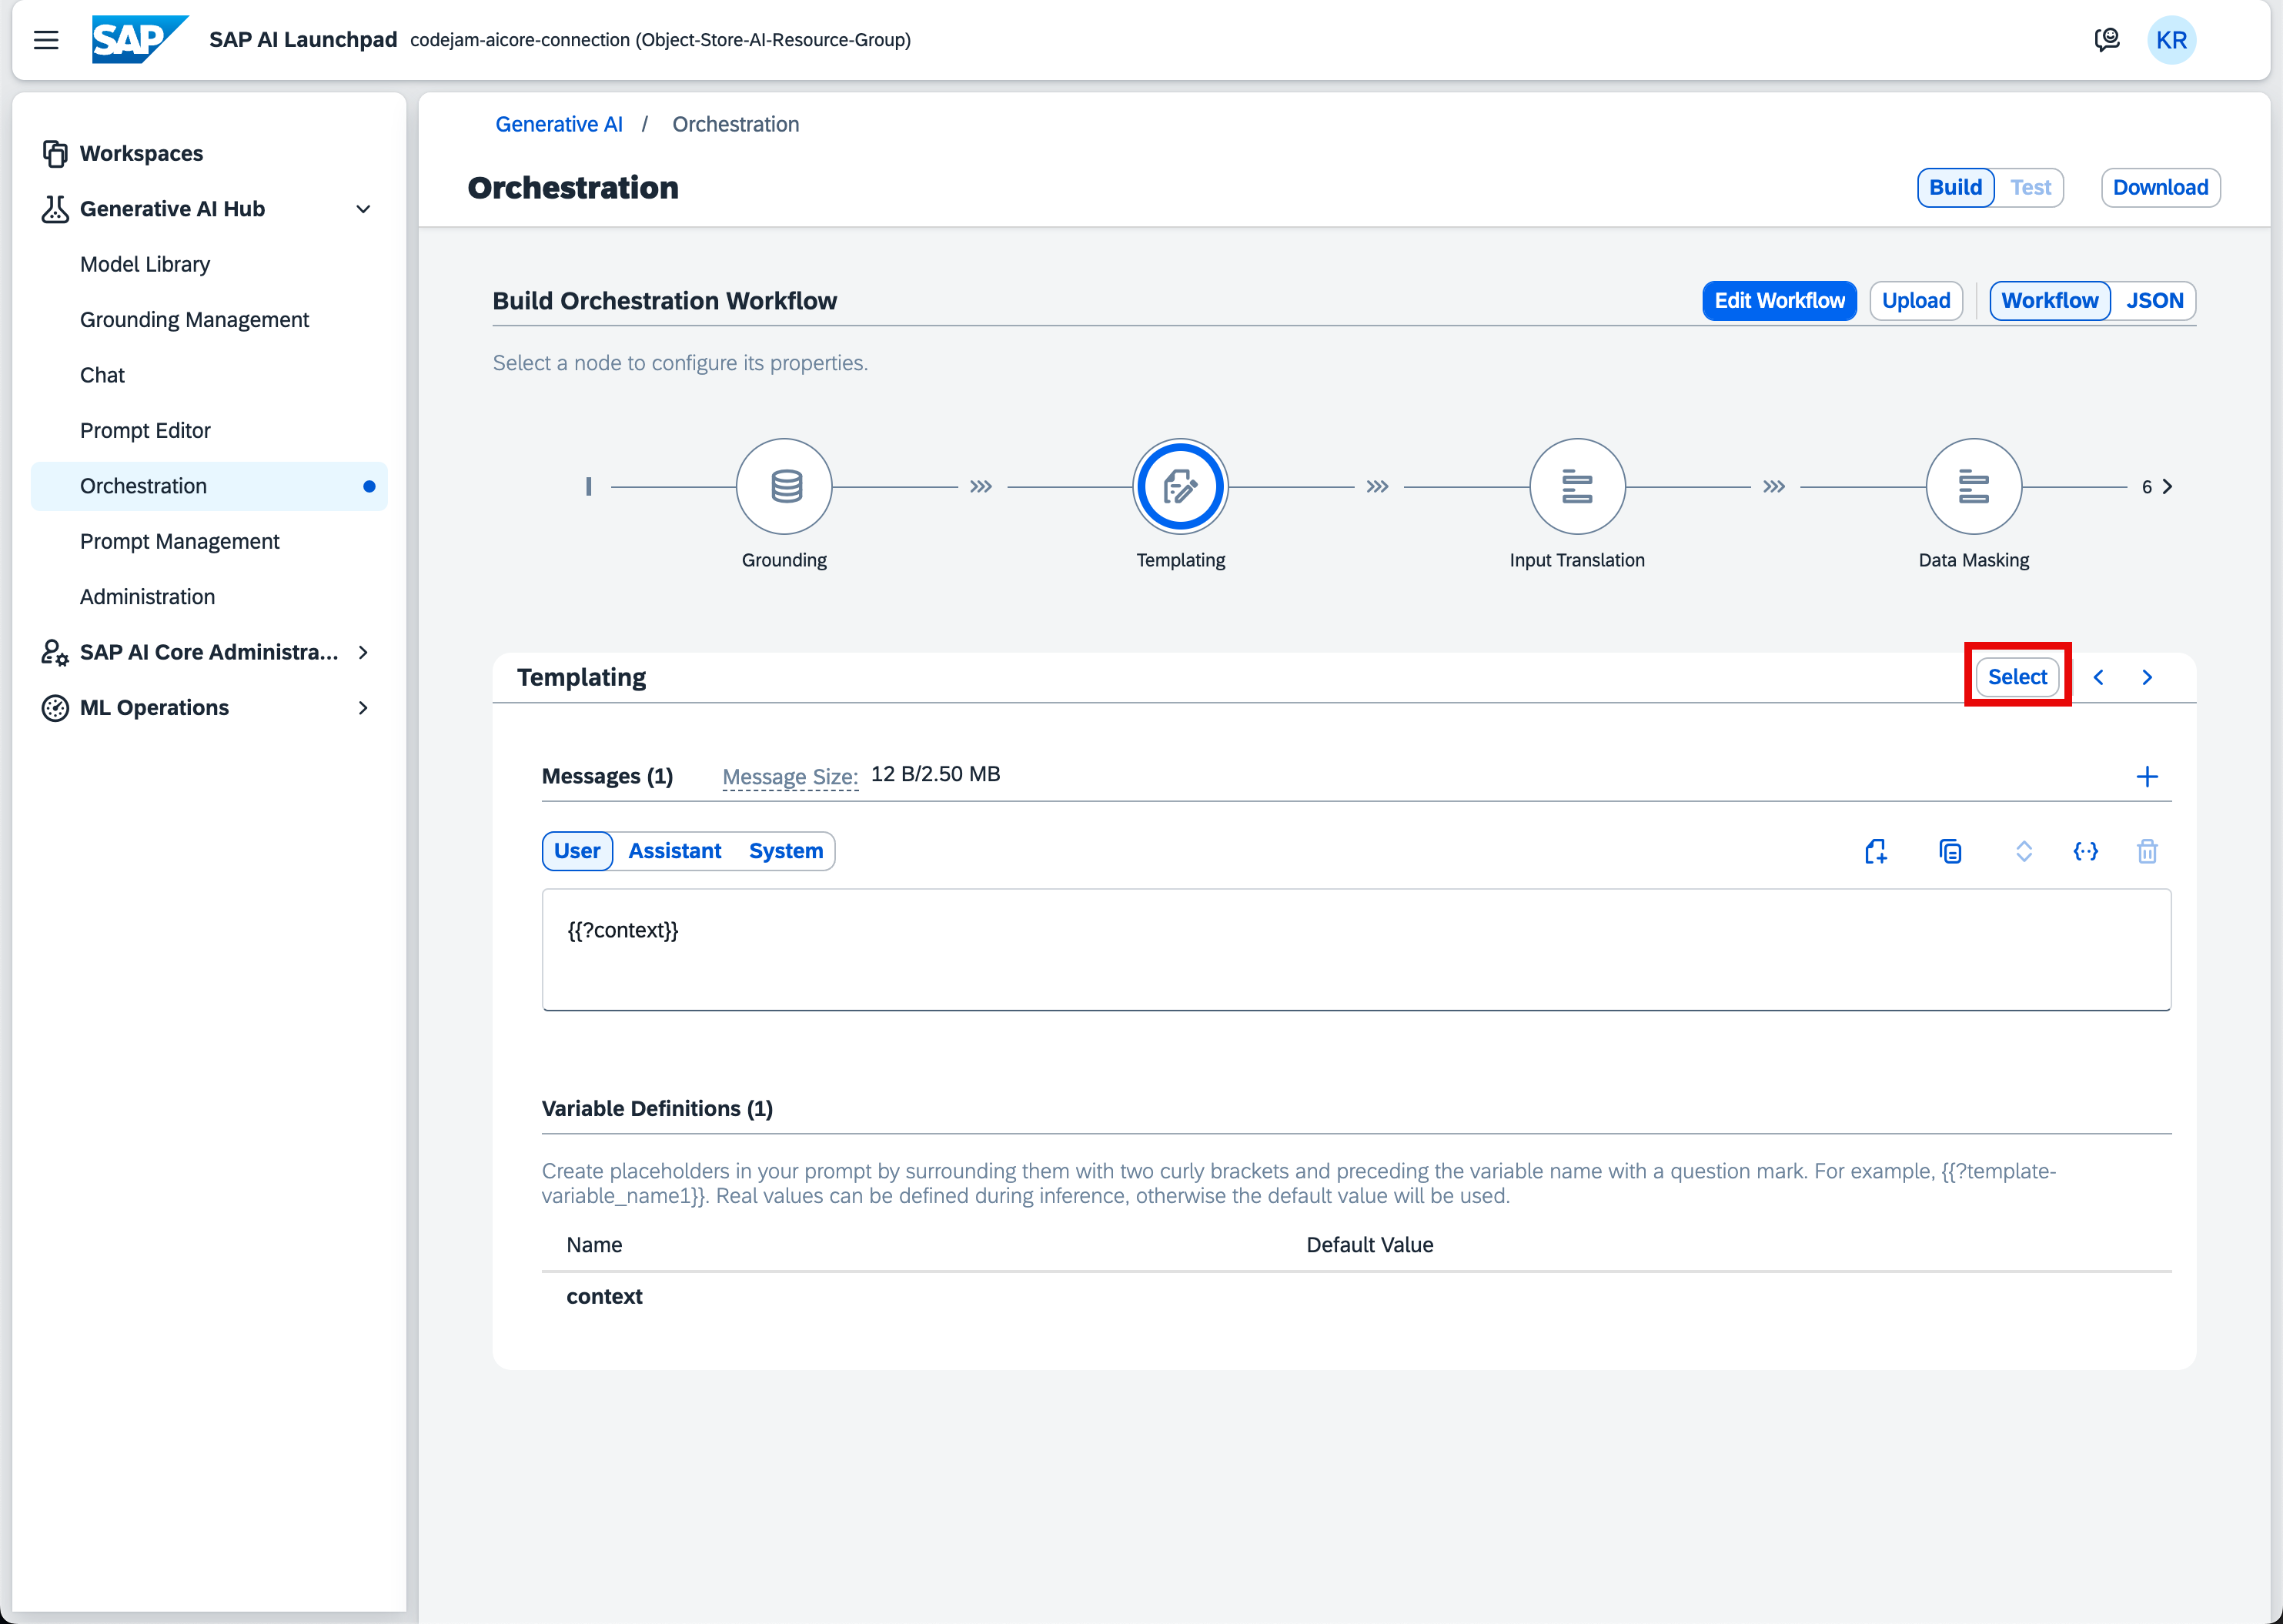 SAP SAP AI Launchpad codejam-aicore-connection (Object-Store-AI-Resource-Group) KR
Workspaces
Generative AI Hub
Model Library
Grounding Management
Chat
Prompt Editor
Orchestration
Prompt Management
Administration
SAP AI Core Administra...
ML Operations
Generative AI / Orchestration
Orchestration Build Test Download
Build Orchestration Workflow Edit Workflow Upload Workflow JSON
Select a node to configure its properties.
6
Grounding Templating Input Translation Data Masking
Templating Select
Messages (1) Message Size: 12 B/2.50 MB
User Assistant System
{{?context}}
Variable Definitions (1)
Create placeholders in your prompt by surrounding them with two curly brackets and preceding the variable name with a question mark. For example, {{?template-
variable_name1}}. Real values can be defined during inference, otherwise the default value will be used.
Name Default Value
context